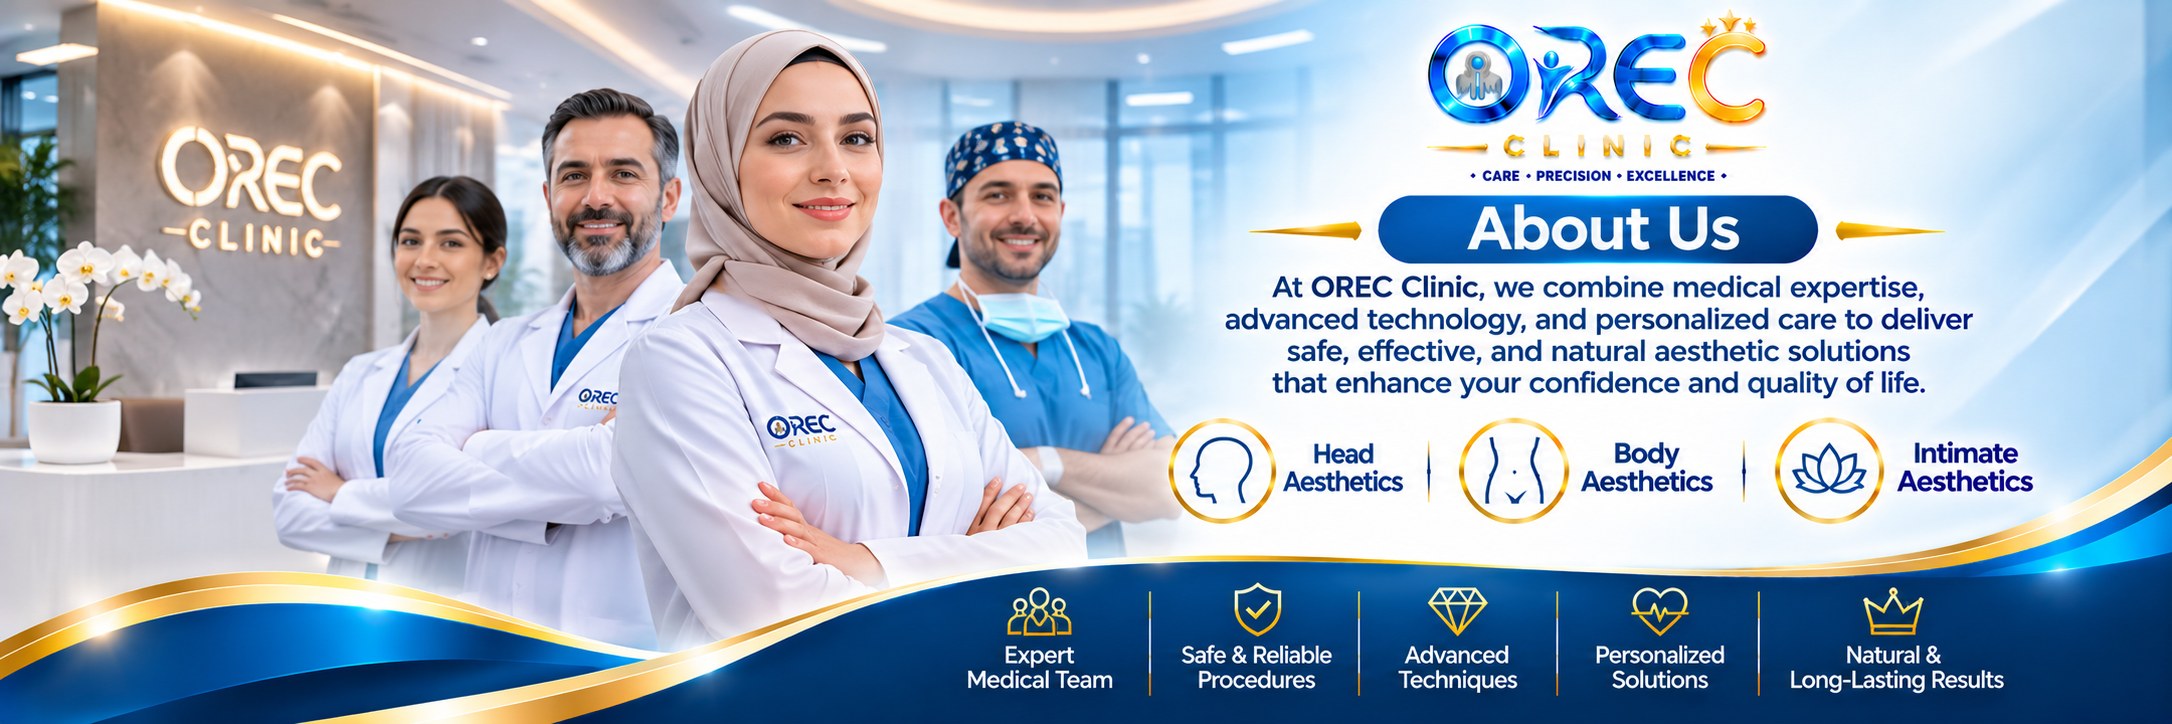 OREC
CLINIC
OREC
CLINIC
OREC
CLINIC
OREC
CLINIC
• CARE • PRECISION • EXCELLENCE •
About Us
At OREC Clinic, we combine medical expertise,
advanced technology, and personalized care to deliver
safe, effective, and natural aesthetic solutions
that enhance your confidence and quality of life.
Head
Aesthetics
Body
Aesthetics
Intimate
Aesthetics
Expert
Medical Team
Safe & Reliable
Procedures
Advanced
Techniques
Personalized
Solutions
Natural &
Long-Lasting Results